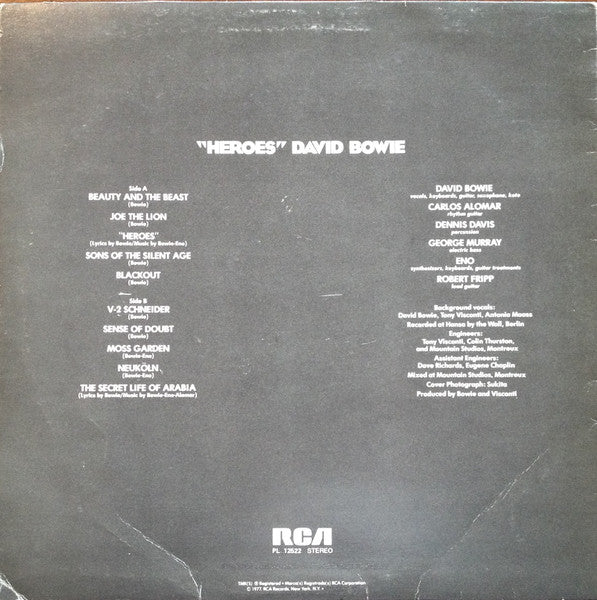 "HEROES" DAVID BOWIE
Side A
BEAUTY AND THE BEAST
(Bowie)
JOE THE LION
(Bowie)
"HEROES"
(Lyrics by Bowie/Music by Bowie-Eno)
SONS OF THE SILENT AGE
(Bowie)
BLACKOUT
(Bowie)
Side B
V-2 SCHNEIDER
(Bowie)
SENSE OF DOUBT
(Bowie)
MOSS GARDEN
(Bowie-Eno)
NEUKÖLN
(Bowie-Eno)
THE SECRET LIFE OF ARABIA
(Lyrics by Bowie/Music by Bowie-Eno-Alomar)
DAVID BOWIE
vocals, keyboards, guitar, saxophone, koto
CARLOS ALOMAR
rhythm guitar
DENNIS DAVIS
percussion
GEORGE MURRAY
electric bass
ENO
synthesizers, keyboards, guitar treatments
ROBERT FRIPP
lead guitar
Background vocals:
David Bowie, Tony Visconti, Antonia Maass
Recorded at Hansa by the Wall, Berlin
Engineers:
Tony Visconti, Colin Thurston,
and Mountain Studios, Montreux
Assistant Engineers:
Dave Richards, Eugene Chaplin
Mixed at Mountain Studios, Montreux
Cover Photograph: Sukita
Produced by Bowie and Visconti
RCA
PL 12522 STEREO
TMK(S) ® Registered • Marca(s) Registrada(s) RCA Corporation
© 1977, RCA Records, New York, N.Y. •